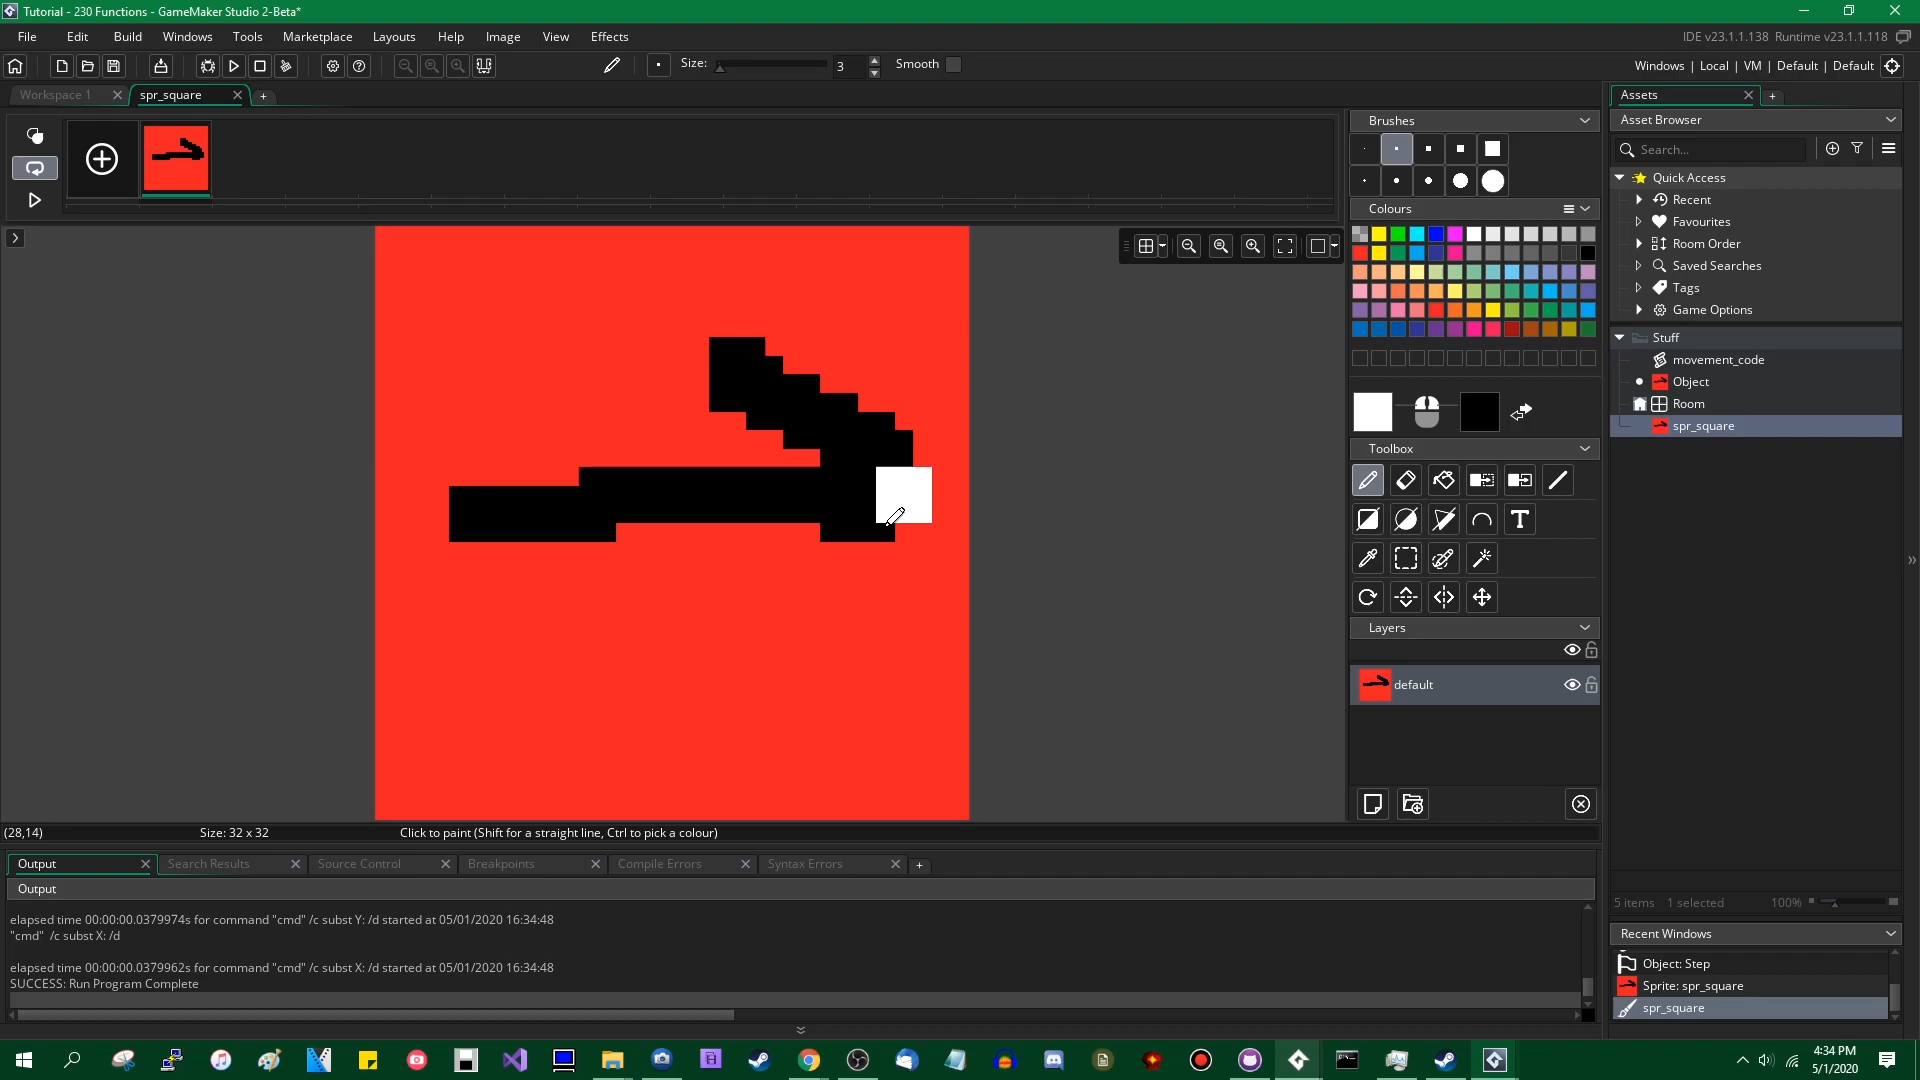 Tutorial - 230 Functions - GameMaker Studio 2-Beta*
File Edit Build Windows Tools Marketplace Layouts Help Image View Effects
IDE v23.1.1.138 Runtime v23.1.1.118
Size: 3 Smooth
Windows | Local | VM | Default | Default
Workspace 1
spr_square
Brushes
Colours
Toolbox
T
Layers
default
Assets
Asset Browser
Search...
Quick Access
Recent
Favourites
Room Order
Saved Searches
Tags
Game Options
Stuff
movement_code
Object
Room
spr_square
5 items 1 selected 100%
Recent Windows
Object: Step
Sprite: spr_square
spr_square
(28,14) Size: 32 x 32 Click to paint (Shift for a straight line, Ctrl to pick a colour)
Output Search Results Source Control Breakpoints Compile Errors Syntax Errors
Output
elapsed time 00:00:00.0379974s for command "cmd" /c subst Y: /d started at 05/01/2020 16:34:48
"cmd" /c subst X: /d
elapsed time 00:00:00.0379962s for command "cmd" /c subst X: /d started at 05/01/2020 16:34:48
SUCCESS: Run Program Complete
4:34 PM
5/1/2020